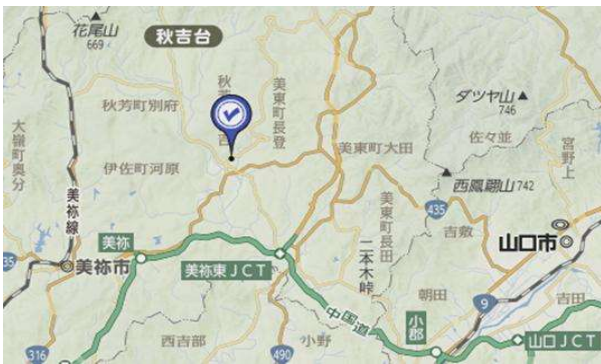 花尾山
669
秋吉台
秋芳町別府
美東町長登
大嶺町奥分
伊佐町河原
美東町大田
ダツヤ山
746
佐々並
宮野上
西鳳翩山742
美祢線
435
吉敷
山口市
美東町長田
二本木峠
美祢
35
美祢市
美祢東JCT
中国道
朝田
9
吉田
小郡
山口JCT
316
西吉部
490
小野